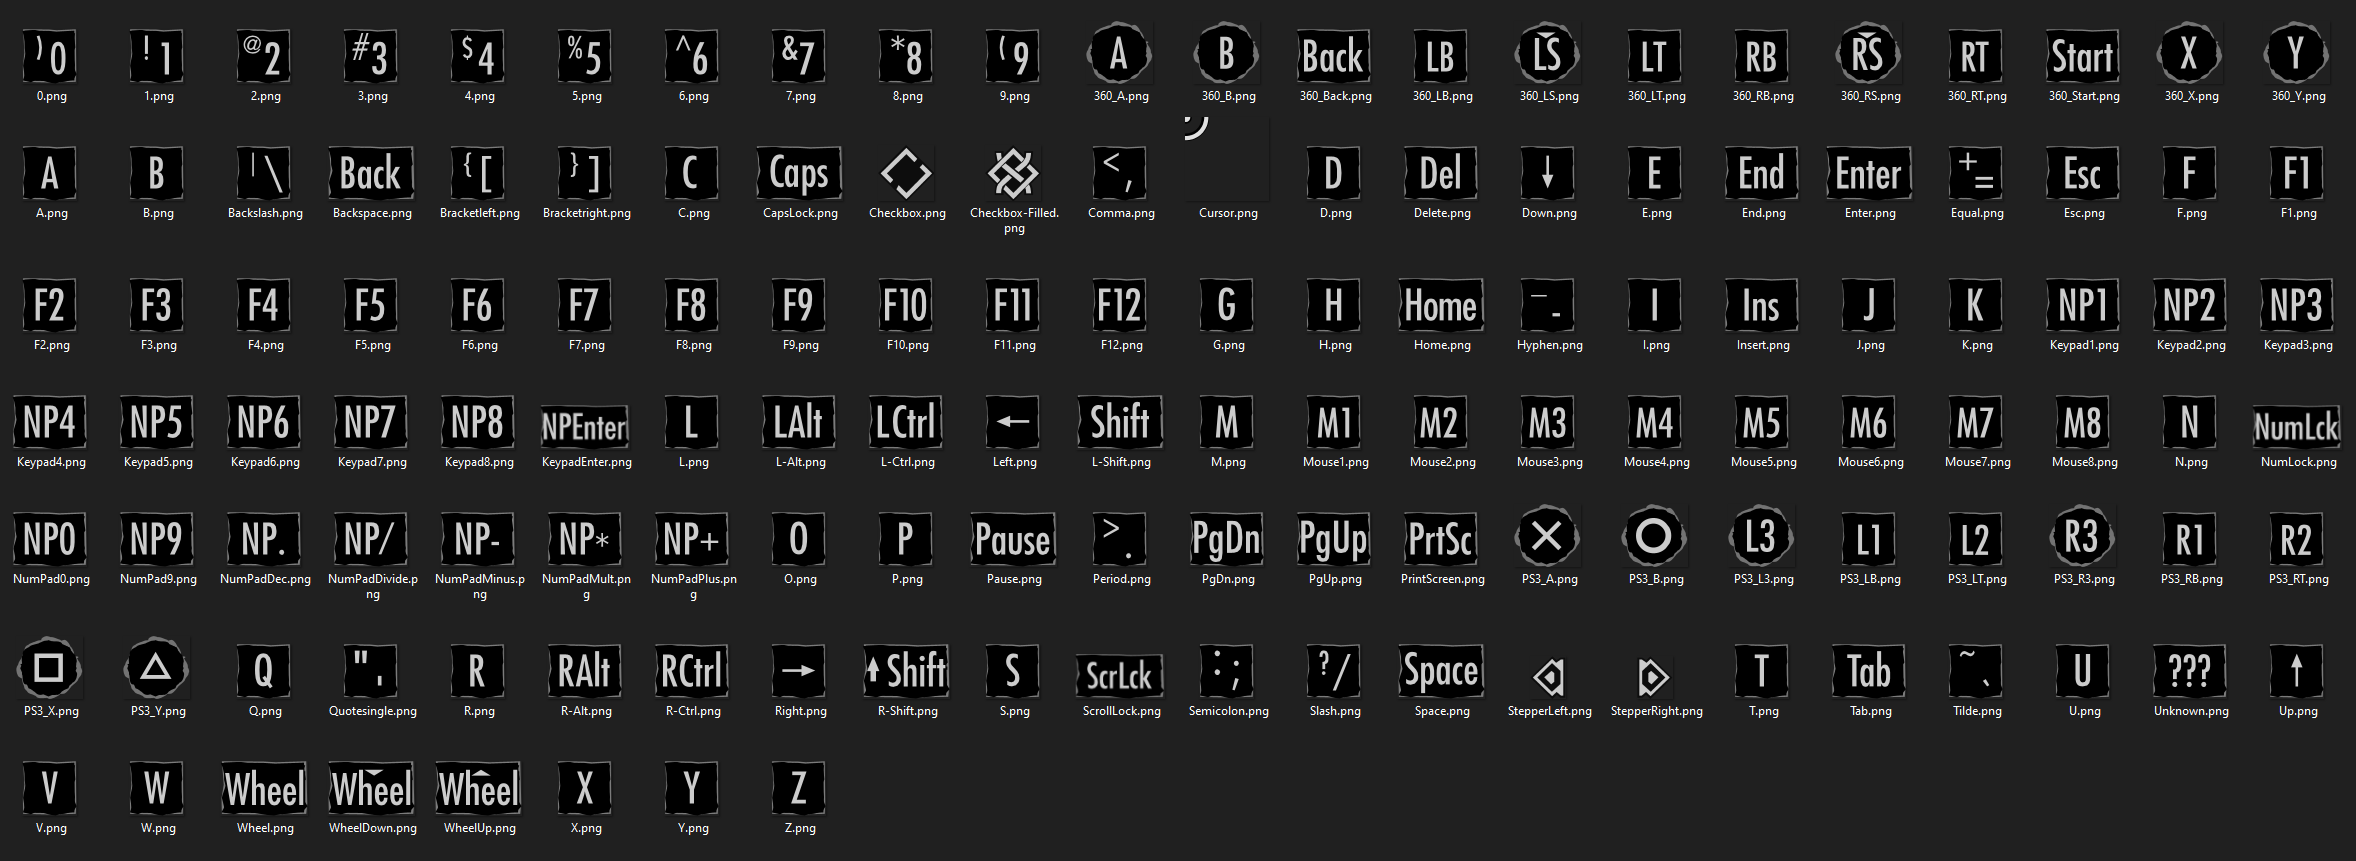 )0 !1 @2 #3 $4 %5 ^6 &7 *8 (9 A B Back LB LS LT RB RS RT Start X Y
0.png 1.png 2.png 3.png 4.png 5.png 6.png 7.png 8.png 9.png 360_A.png 360_B.png 360_Back.png 360_LB.png 360_LS.png 360_LT.png 360_RB.png 360_RS.png 360_RT.png 360_Start.png 360_X.png 360_Y.png
A B |\ Back {[ }] C Caps <, D Del ↓ E End Enter += Esc F F1
A.png B.png Backslash.png Backspace.png Bracketleft.png Bracketright.png C.png CapsLock.png Checkbox.png Checkbox-Filled. Comma.png Cursor.png D.png Delete.png Down.png E.png End.png Enter.png Equal.png Esc.png F.png F1.png
png
F2 F3 F4 F5 F6 F7 F8 F9 F10 F11 F12 G H Home _- I Ins J K NP1 NP2 NP3
F2.png F3.png F4.png F5.png F6.png F7.png F8.png F9.png F10.png F11.png F12.png G.png H.png Home.png Hyphen.png I.png Insert.png J.png K.png Keypad1.png Keypad2.png Keypad3.png
NP4 NP5 NP6 NP7 NP8 NPEnter L LAlt LCtrl ← Shift M M1 M2 M3 M4 M5 M6 M7 M8 N NumLck
Keypad4.png Keypad5.png Keypad6.png Keypad7.png Keypad8.png KeypadEnter.png L.png L-Alt.png L-Ctrl.png Left.png L-Shift.png M.png Mouse1.png Mouse2.png Mouse3.png Mouse4.png Mouse5.png Mouse6.png Mouse7.png Mouse8.png N.png NumLock.png
NP0 NP9 NP. NP/ NP- NP* NP+ O P Pause >. PgDn PgUp PrtSc L3 L1 L2 R3 R1 R2
NumPad0.png NumPad9.png NumPadDec.png NumPadDivide.p NumPadMinus.p NumPadMult.pn NumPadPlus.pn O.png P.png Pause.png Period.png PgDn.png PgUp.png PrintScreen.png PS3_A.png PS3_B.png PS3_L3.png PS3_LB.png PS3_LT.png PS3_R3.png PS3_RB.png PS3_RT.png
ng ng g g
Q "' R RAlt RCtrl → ⬆Shift S ScrLck :; ?/ Space T Tab ~` U ??? ↑
PS3_X.png PS3_Y.png Q.png Quotesingle.png R.png R-Alt.png R-Ctrl.png Right.png R-Shift.png S.png ScrollLock.png Semicolon.png Slash.png Space.png StepperLeft.png StepperRight.png T.png Tab.png Tilde.png U.png Unknown.png Up.png
V W Wheel Wheel Wheel X Y Z
V.png W.png Wheel.png WheelDown.png WheelUp.png X.png Y.png Z.png